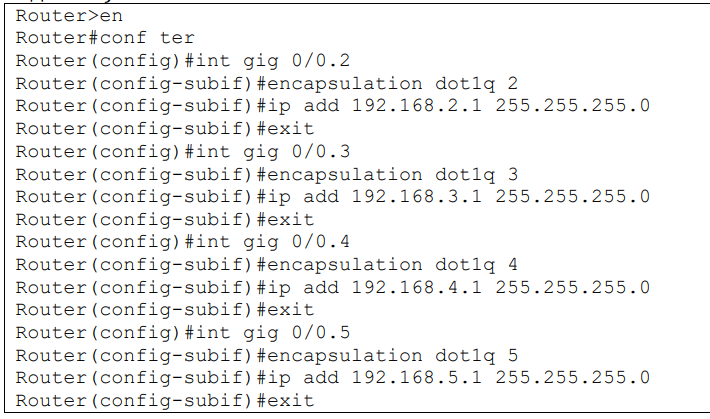 Router>en
Router#conf ter
Router(config)#int gig 0/0.2
Router(config-subif)#encapsulation dot1q 2
Router(config-subif)#ip add 192.168.2.1 255.255.255.0
Router(config-subif)#exit
Router(config)#int gig 0/0.3
Router(config-subif)#encapsulation dot1q 3
Router(config-subif)#ip add 192.168.3.1 255.255.255.0
Router(config-subif)#exit
Router(config)#int gig 0/0.4
Router(config-subif)#encapsulation dot1q 4
Router(config-subif)#ip add 192.168.4.1 255.255.255.0
Router(config-subif)#exit
Router(config)#int gig 0/0.5
Router(config-subif)#encapsulation dot1q 5
Router(config-subif)#ip add 192.168.5.1 255.255.255.0
Router(config-subif)#exit